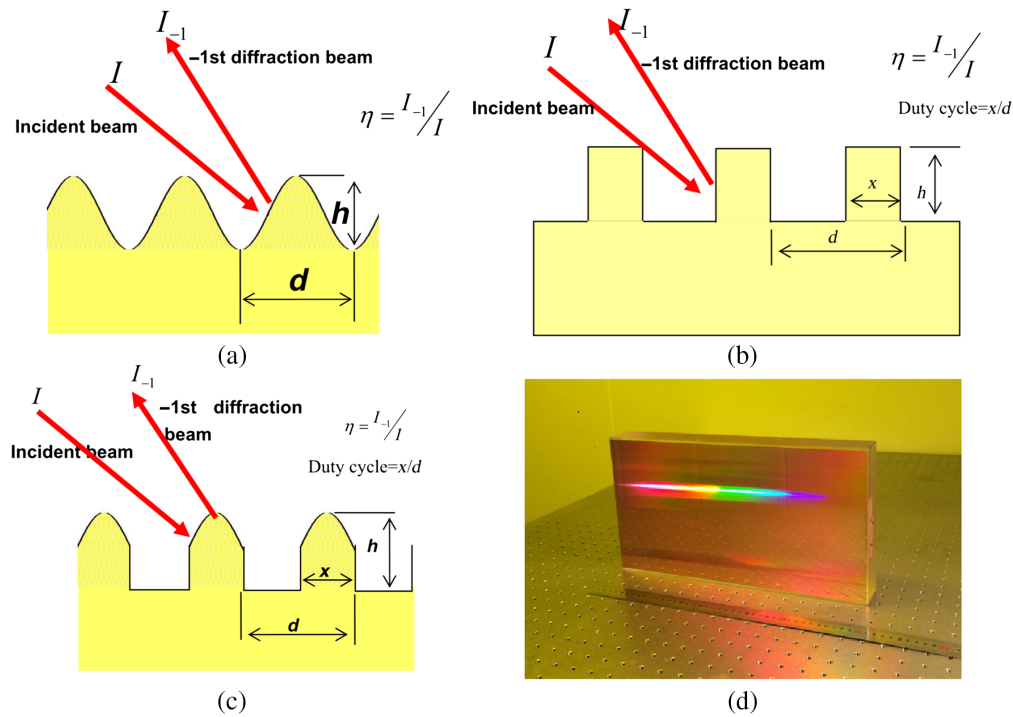 I₋₁
–1st diffraction beam
I
Incident beam
η = I₋₁/I
h
d
(a)
I₋₁
–1st diffraction beam
I
Incident beam
η = I₋₁/I
Duty cycle=x/d
x
h
d
(b)
I₋₁
–1st diffraction
beam
I
Incident beam
η = I₋₁/I
Duty cycle=x/d
h
x
d
(c)
(d)